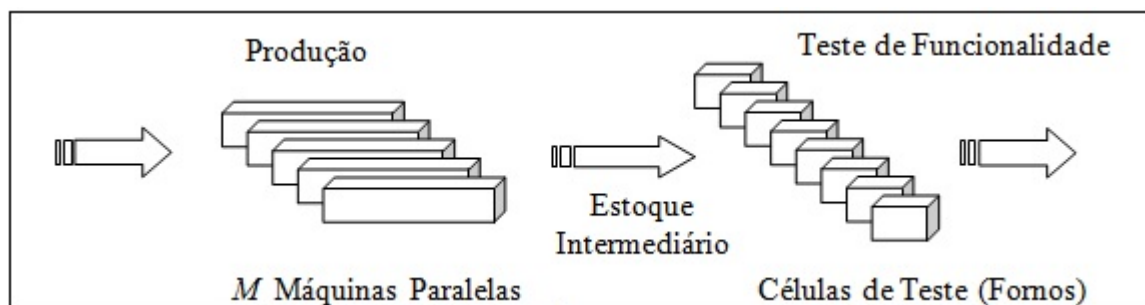 Produção
Teste de Funcionalidade
Estoque
Intermediário
M Máquinas Paralelas
Células de Teste (Fornos)